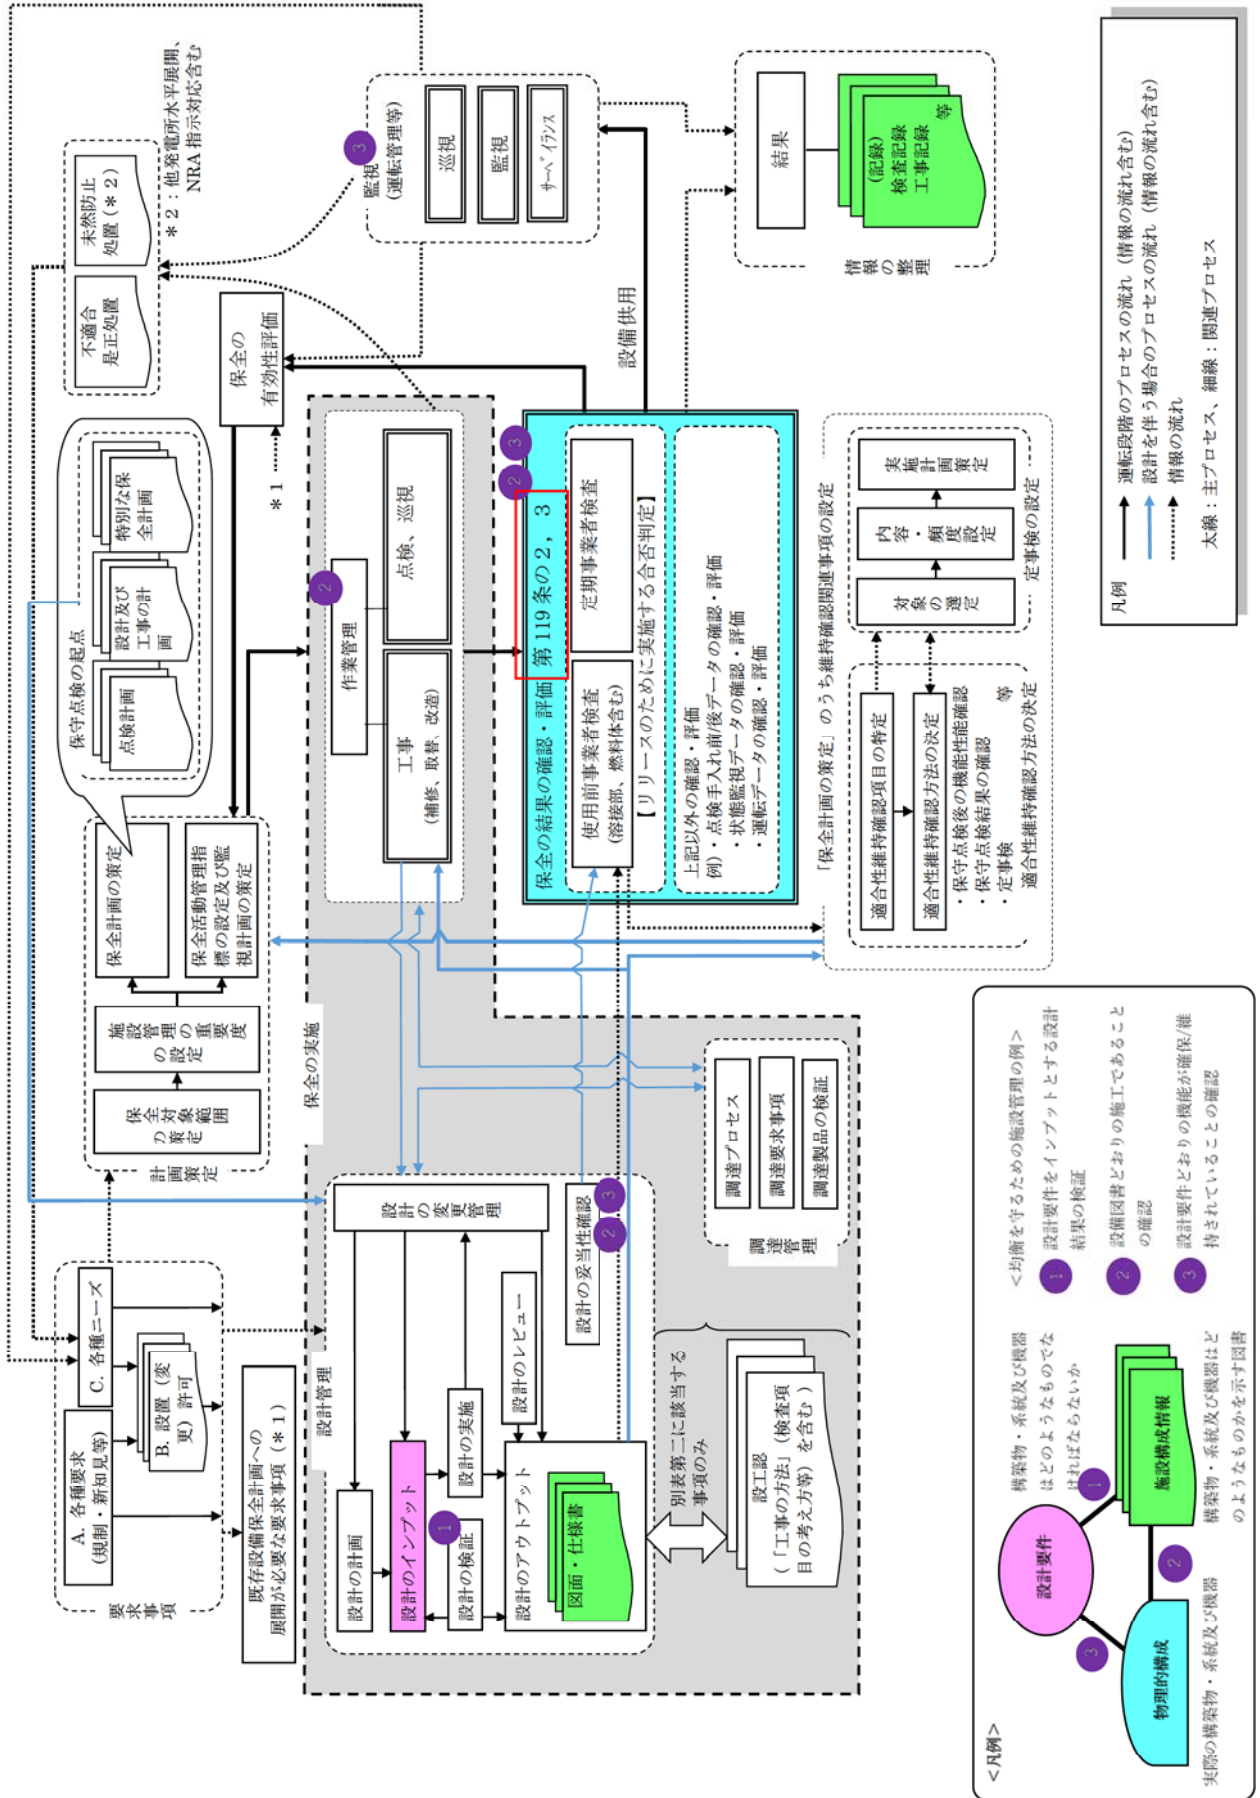 要求事項
A. 各種要求
(規制・新知見等)
C. 各種ニーズ
B. 設置（変
更）許可
既存設備保全計画への
展開が必要な要求事項（*1）
計画策定
保全対象範囲
の策定
施設管理の重要度
の設定
保全計画の策定
保全活動管理指
標の設定及び監
視計画の策定
保守点検の起点
点検計画
設計及び
工事の計
画
特別な保
全計画
不適合
是正処置
未然防止
処置(*2)
*2：他発電所水平展開、
NRA 指示対応含む
保全の
有効性評価
*1
3
監視
(運転管理等)
巡視
監視
サーベイランス
保全の実施
設計管理
設計の計画
設計のインプット
1
設計の検証
設計の実施
設計のレビュー
設計のアウトプット
図面・仕様書
設計の変更管理
設計の妥当性確認
2
3
別表第二に該当する
事項のみ
設工認
(「工事の方法」(検査項
目の考え方等）を含む）
調達管理
調達プロセス
調達要求事項
調達製品の検証
作業管理
2
工事
(補修、取替、改造)
点検、巡視
保全の結果の確認・評価
第119条の2，3
2
3
使用前事業者検査
(溶接部、燃料体含む)
定期事業者検査
【リリースのために実施する合否判定】
上記以外の確認・評価
例）・点検手入れ前/後データの確認・評価
・状態監視データの確認・評価
・運転データの確認・評価
設備供用
情報の整理
結果
(記録)
検査記録
工事記録
等
「保全計画の策定」のうち維持確認関連事項の設定
適合性維持確認項目の特定
適合性維持確認方法の決定
・保守点検後の機能性能確認
・保守点検結果の確認
・定事検
等
適合性維持確認方法の決定
対象の選定
内容・頻度設定
実施計画策定
定事検の設定
凡例
運転段階のプロセスの流れ（情報の流れ含む）
設計を伴う場合のプロセスの流れ（情報の流れ含む）
情報の流れ
太線：主プロセス、細線：関連プロセス
＜凡例＞
設計要件
構築物・系統及び機器
はどのようなものでな
ければならないか
1
2
3
物理的構成
実際の構築物・系統及び機器
施設構成情報
構築物・系統及び機器はど
のようなものかを示す図書
＜均衡を守るための施設管理の例＞
1
設計要件をインプットとする設計
結果の検証
2
設備図書どおりの施工であること
の確認
3
設計要件どおりの機能が確保/維
持されていることの確認